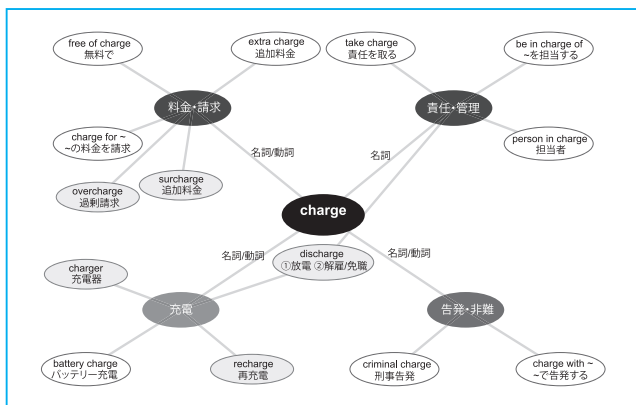 free of charge
無料で
extra charge
追加料金
take charge
責任を取る
be in charge of
~を担当する
料金・請求
責任・管理
charge for ~
~の料金を請求
person in charge
担当者
名詞/動詞
名詞
surcharge
追加料金
overcharge
過剰請求
charge
名詞/動詞
discharge
①放電 ②解雇/免職
名詞/動詞
charger
充電器
充電
告発・非難
battery charge
バッテリー充電
recharge
再充電
criminal charge
刑事告発
charge with ~
~で告発する